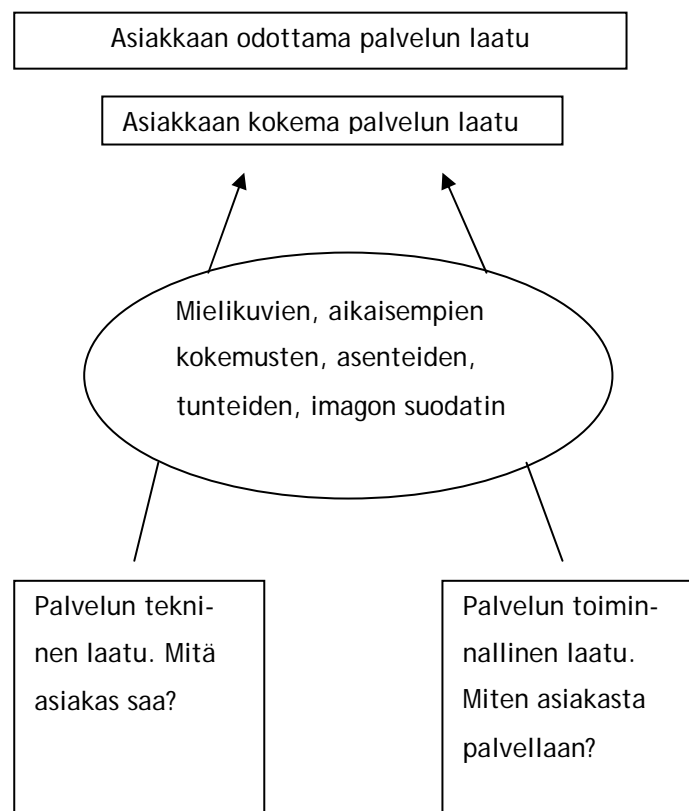 Asiakkaan odottama palvelun laatu
Asiakkaan kokema palvelun laatu
Mielikuvien, aikaisempien
kokemusten, asenteiden,
tunteiden, imagon suodatin
Palvelun tekni-
nen laatu. Mitä
asiakas saa?
Palvelun toimin-
nallinen laatu.
Miten asiakasta
palvellaan?